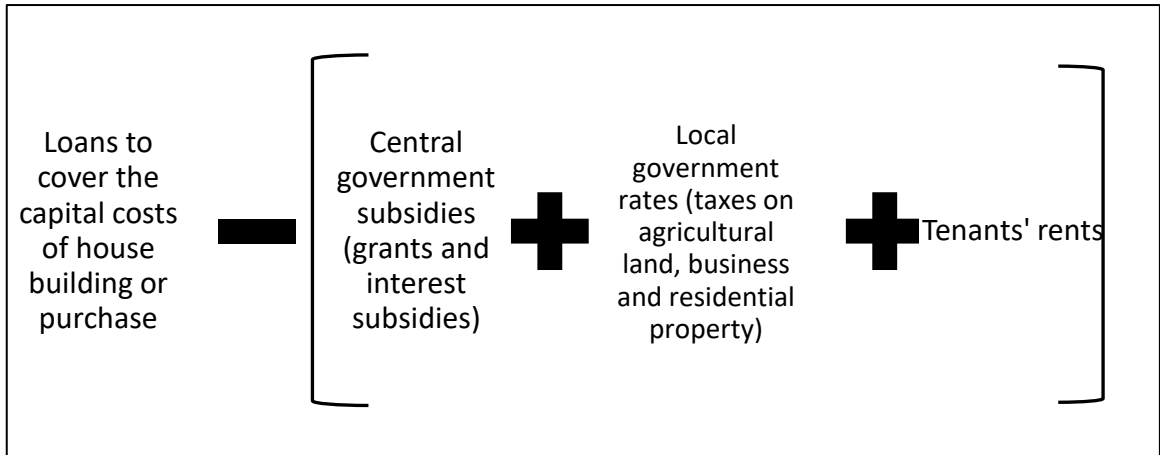 Loans to
cover the
capital costs
of house
building or
purchase
Central
government
subsidies
(grants and
interest
subsidies)
Local
government
rates (taxes on
agricultural
land, business
and residential
property)
Tenants' rents